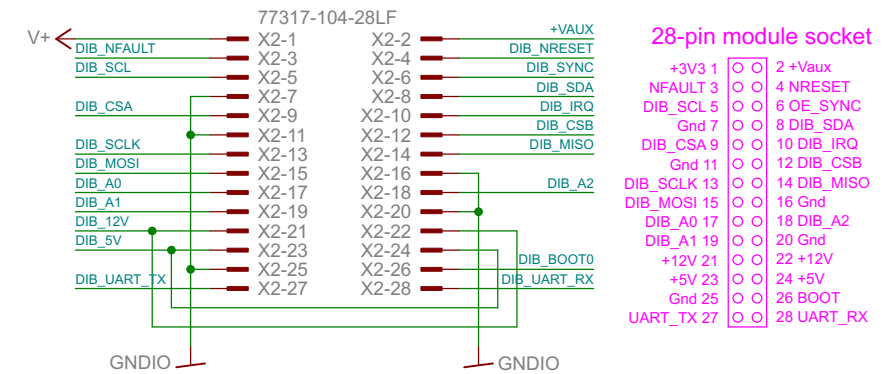 77317-104-28LF
V+ X2-1 X2-2 +VAUX
DIB_NFAULT X2-3 X2-4 DIB_NRESET
DIB_SCL X2-5 X2-6 DIB_SYNC
X2-7 X2-8 DIB_SDA
DIB_CSA X2-9 X2-10 DIB_IRQ
X2-11 X2-12 DIB_CSB
DIB_SCLK X2-13 X2-14 DIB_MISO
DIB_MOSI X2-15 X2-16
DIB_A0 X2-17 X2-18 DIB_A2
DIB_A1 X2-19 X2-20
DIB_12V X2-21 X2-22
DIB_5V X2-23 X2-24
X2-25 X2-26 DIB_BOOT0
DIB_UART_TX X2-27 X2-28 DIB_UART_RX
GNDIO GNDIO
28-pin module socket
+3V3 1 2 +Vaux
NFAULT 3 4 NRESET
DIB_SCL 5 6 OE_SYNC
Gnd 7 8 DIB_SDA
DIB_CSA 9 10 DIB_IRQ
Gnd 11 12 DIB_CSB
DIB_SCLK 13 14 DIB_MISO
DIB_MOSI 15 16 Gnd
DIB_A0 17 18 DIB_A2
DIB_A1 19 20 Gnd
+12V 21 22 +12V
+5V 23 24 +5V
Gnd 25 26 BOOT
UART_TX 27 28 UART_RX